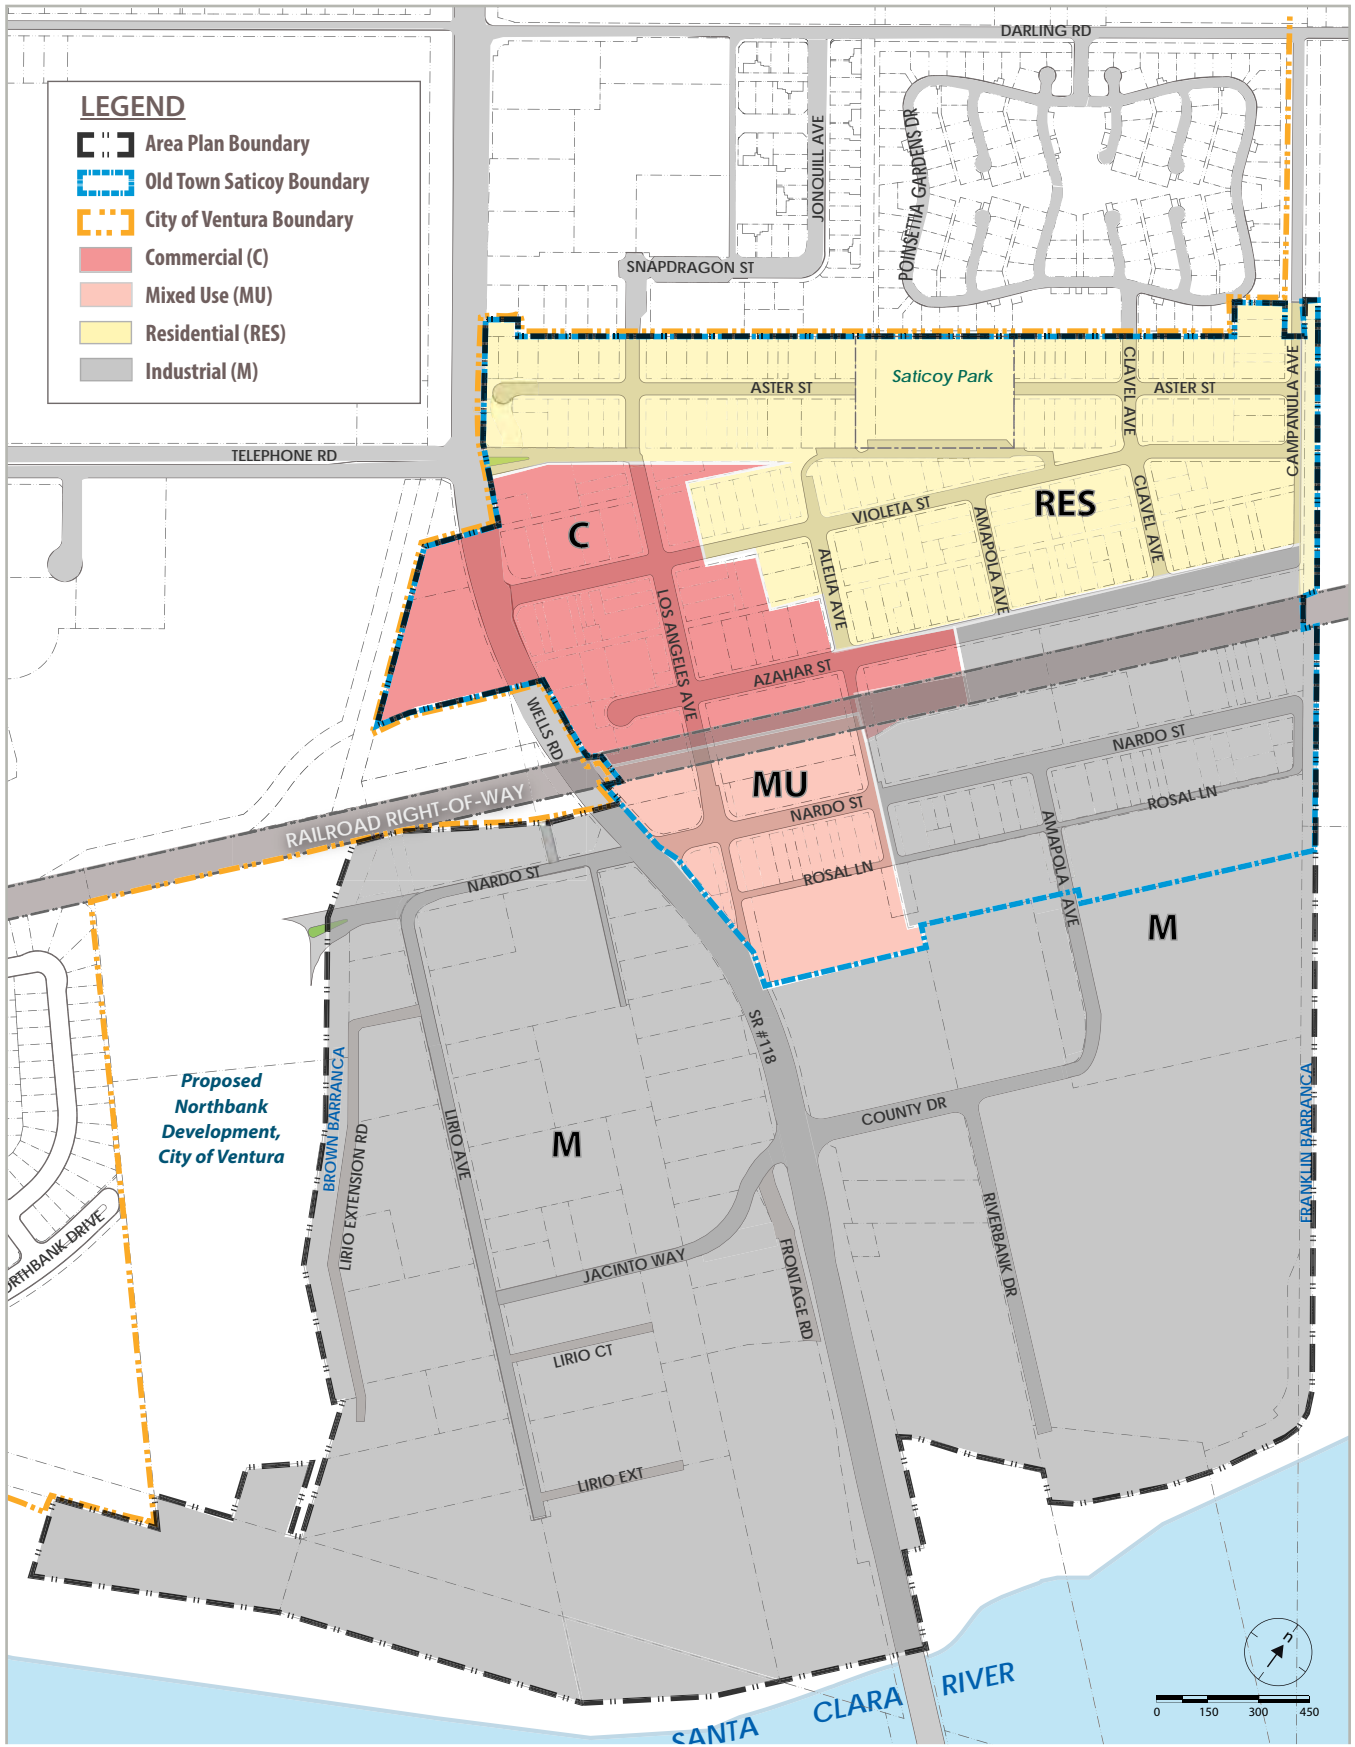 DARLING RD
LEGEND
Area Plan Boundary
Old Town Saticoy Boundary
City of Ventura Boundary
Commercial (C)
Mixed Use (MU)
Residential (RES)
Industrial (M)
JONQUILL AVE
POINSETTIA GARDENS DR
SNAPDRAGON ST
ASTER ST
Saticoy Park
CLAVEL AVE
ASTER ST
CAMPANULA AVE
TELEPHONE RD
C
VIOLETA ST
RES
AMAPOLA AVE
CLAVEL AVE
ALELIA AVE
LOS ANGELES AVE
AZAHAR ST
WELLS RD
NARDO ST
MU
RAILROAD RIGHT-OF-WAY
NARDO ST
ROSAL LN
AMAPOLA AVE
ROSAL LN
NARDO ST
M
SR #118
Proposed
Northbank
Development,
City of Ventura
BROWN BARRANCA
LIRIO EXTENSION RD
LIRIO AVE
M
COUNTY DR
FRANKLIN BARRANCA
RIVERBANK DR
ORTHBANK DRIVE
JACINTO WAY
FRONTAGE RD
LIRIO CT
LIRIO EXT
SANTA CLARA RIVER
n
0 150 300 450